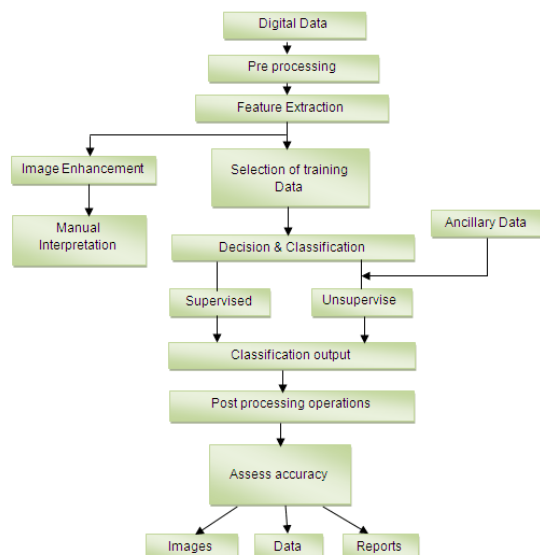 Digital Data
Pre processing
Feature Extraction
Image Enhancement
Selection of training
Data
Manual
Interpretation
Ancillary Data
Decision & Classification
Supervised
Unsupervise
Classification output
Post processing operations
Assess accuracy
Images
Data
Reports